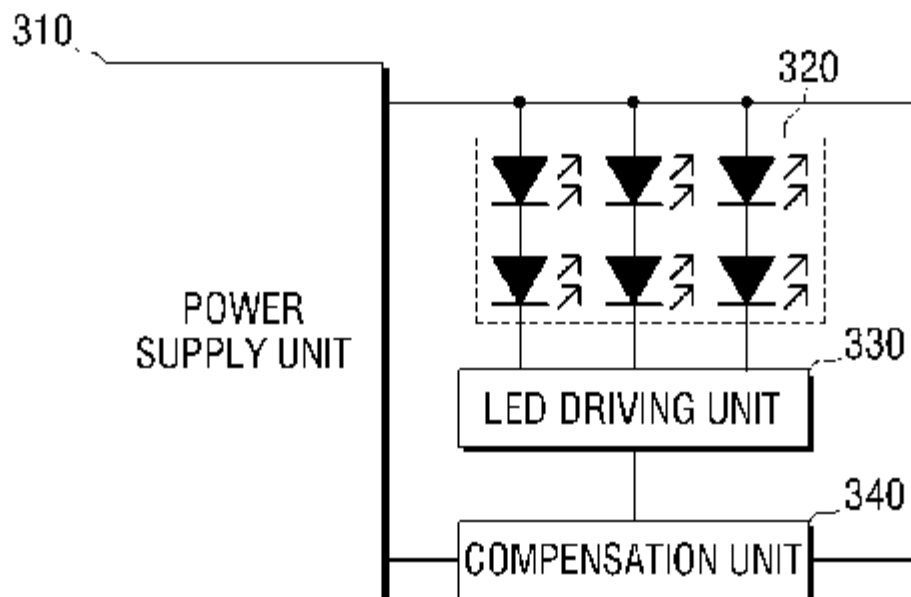 310
320
POWER
SUPPLY UNIT
330
LED DRIVING UNIT
340
COMPENSATION UNIT